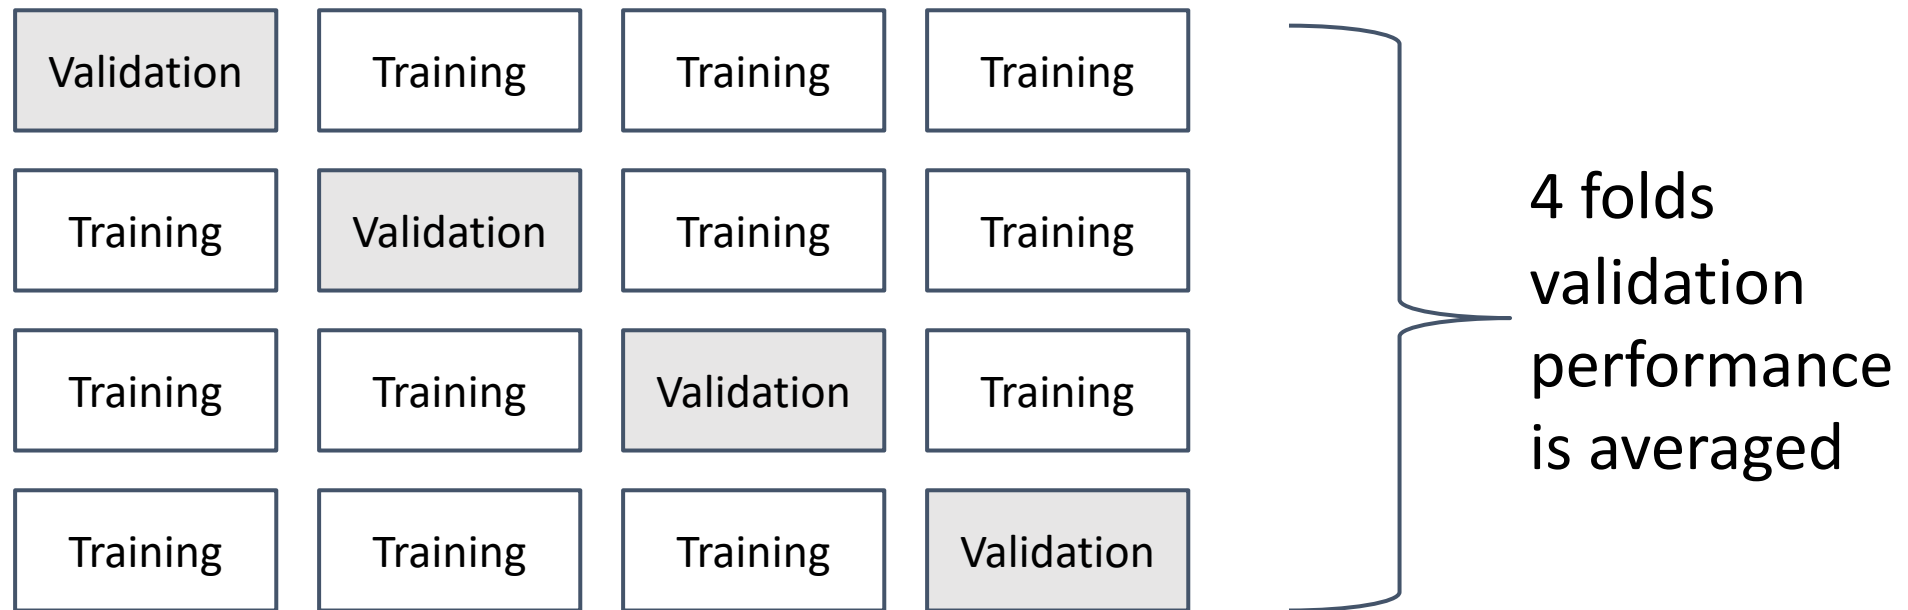 Validation Training Training Training
Training Validation Training Training
Training Training Validation Training
Training Training Training Validation
4 folds
validation
performance
is averaged